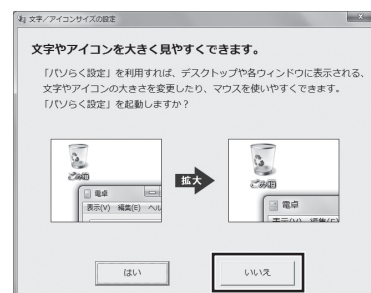 文字／アイコンサイズの設定
文字やアイコンを大きく見やすくできます。
「パソらく設定」を利用すれば、デスクトップや各ウィンドウに表示される、
文字やアイコンの大きさを変更したり、マウスを使いやすくできます。
「パソらく設定」を起動しますか？
ごみ箱
電卓
表示(V) 編集(E) ヘル
拡大
ごみ箱
電卓
表示(V) 編集(E)
はい
いいえ